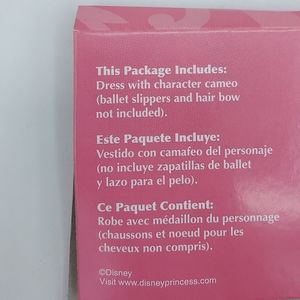 This Package Includes:
Dress with character cameo
(ballet slippers and hair bow
not included).
Este Paquete Incluye:
Vestido con camafeo del personaje
(no incluye zapatillas de ballet
y lazo para el pelo).
Ce Paquet Contient:
Robe avec médaillon du personnage
(chaussons et noeud pour les
cheveux non compris).
©Disney
Visit www.disneyprincess.com